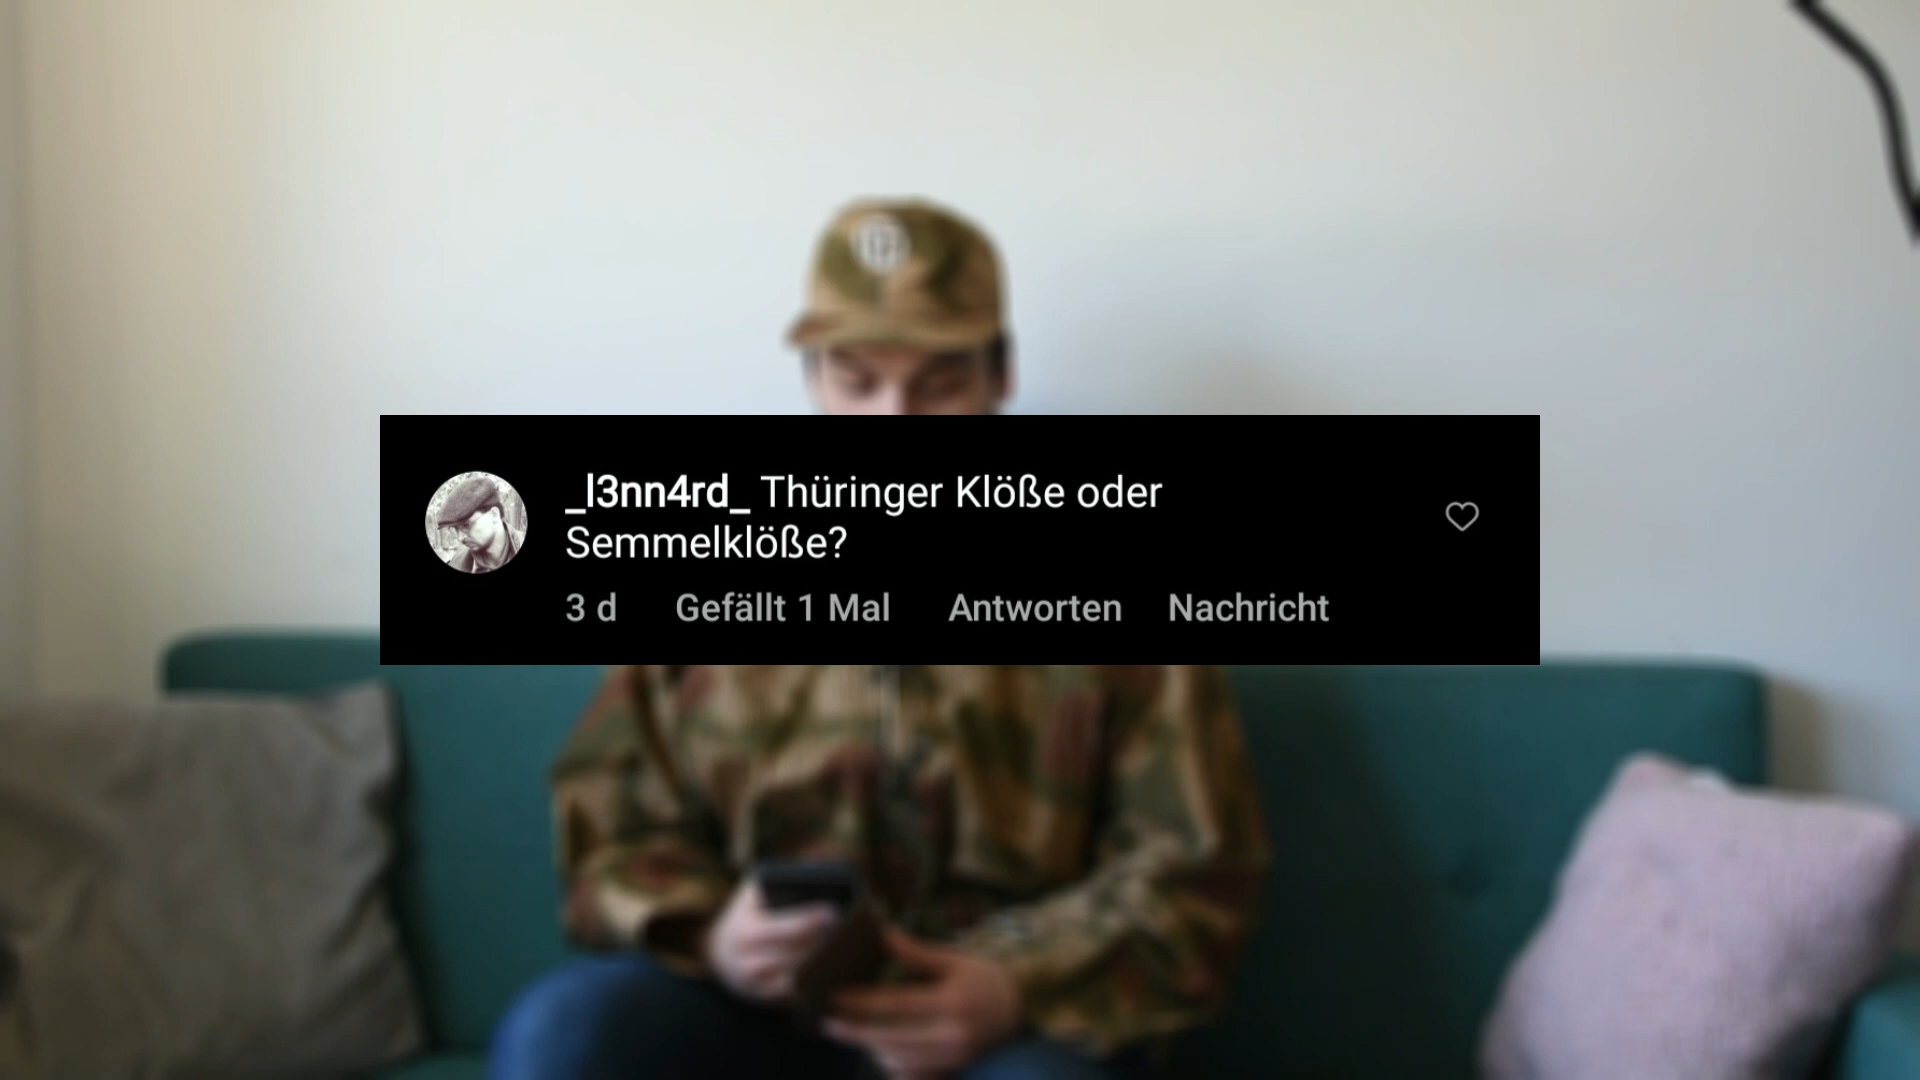 _l3nn4rd_ Thüringer Klöße oder
Semmelklöße?
3 d Gefällt 1 Mal Antworten Nachricht